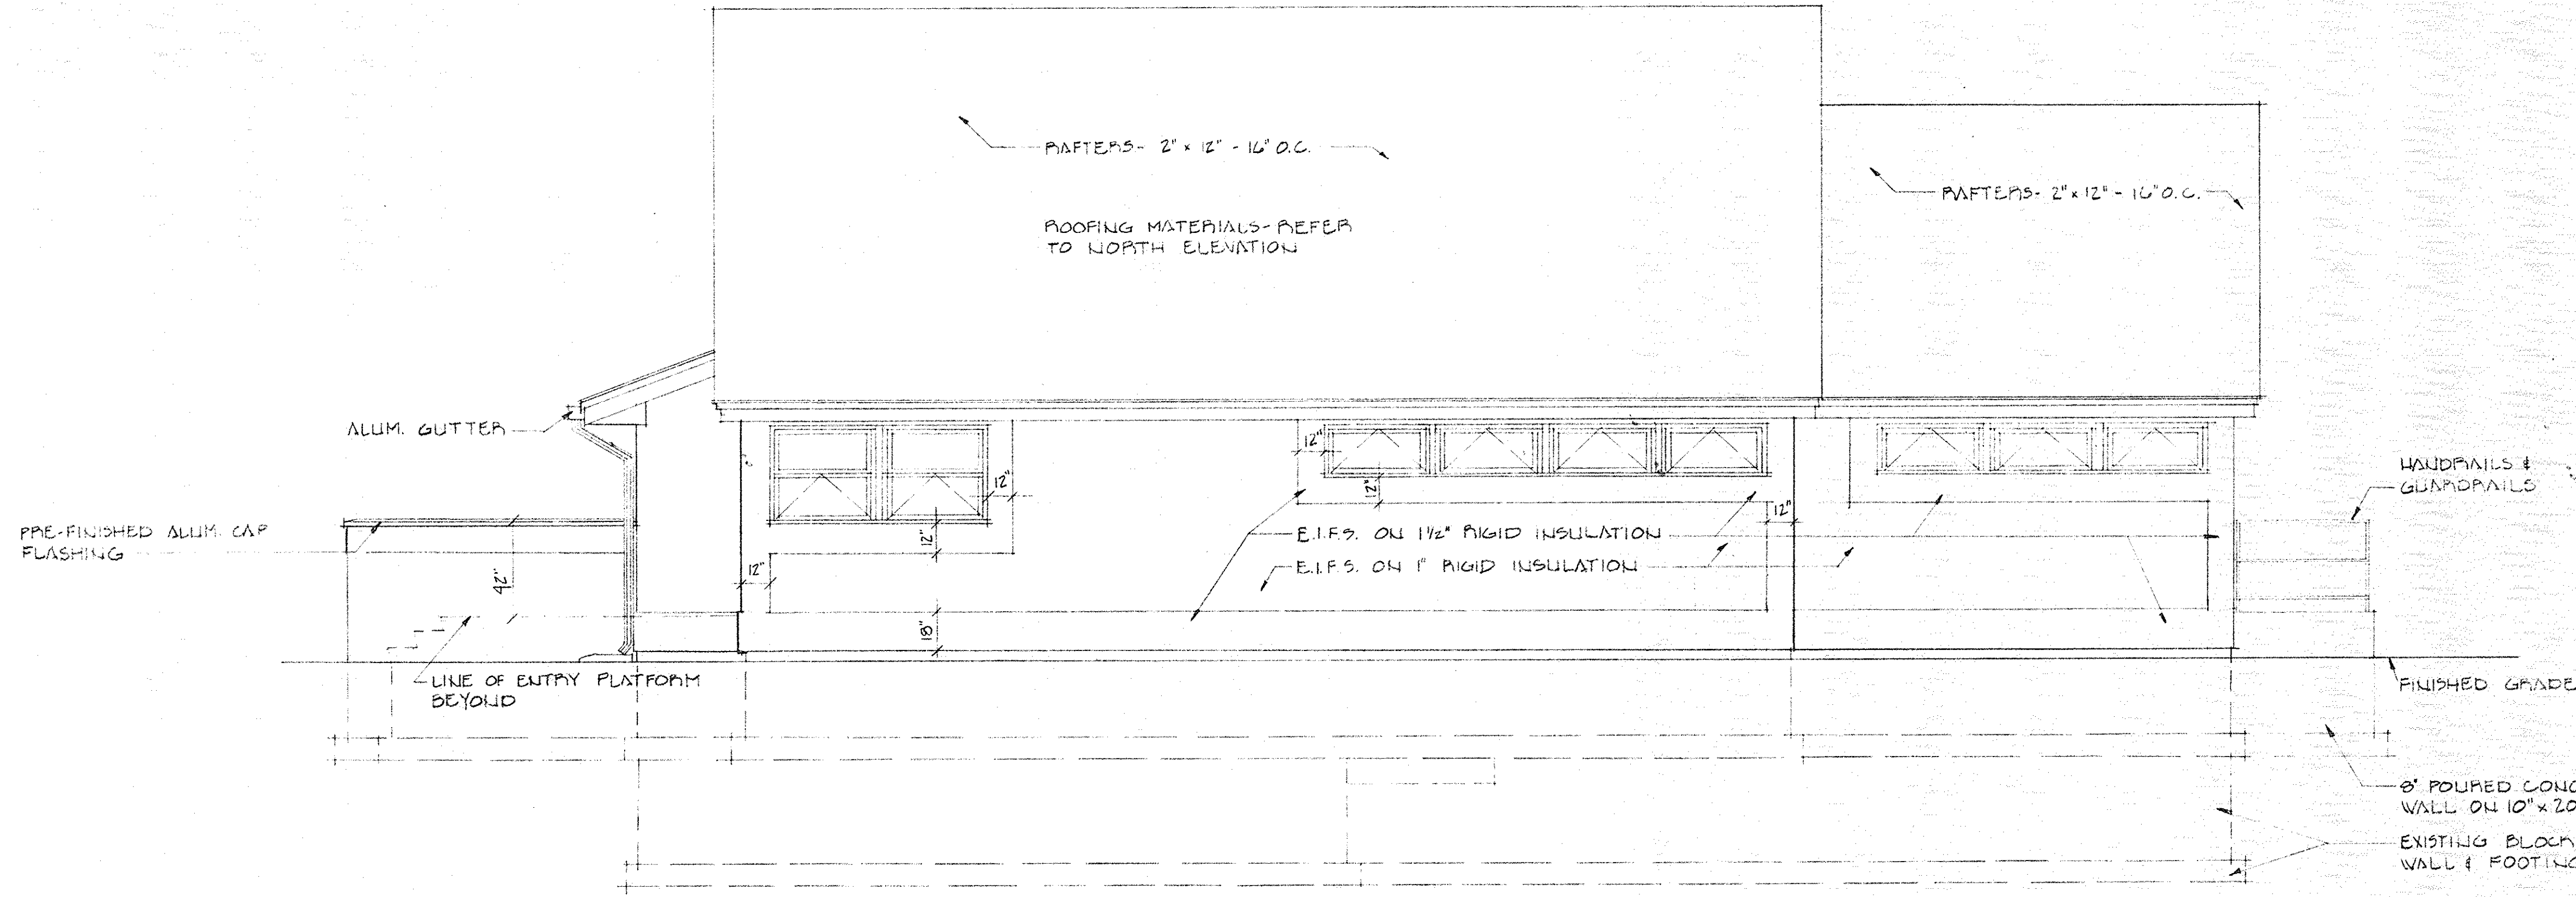 RAFTERS- 2" x 12" - 16" O.C.
RAFTERS- 2" x 12" - 16" O.C.
ROOFING MATERIALS- REFER
TO NORTH ELEVATION
ALUM. GUTTER
12"
12"
12"
HANDRAILS &
GUARDRAILS
PRE-FINISHED ALUM. CAP
FLASHING
12"
12"
E.I.F.S. ON 1½" RIGID INSULATION
E.I.F.S. ON 1" RIGID INSULATION
12"
42"
18"
LINE OF ENTRY PLATFORM
BEYOND
FINISHED GRADE
8" POURED CONC
WALL ON 10" x 20
EXISTING BLOCK
WALL & FOOTING